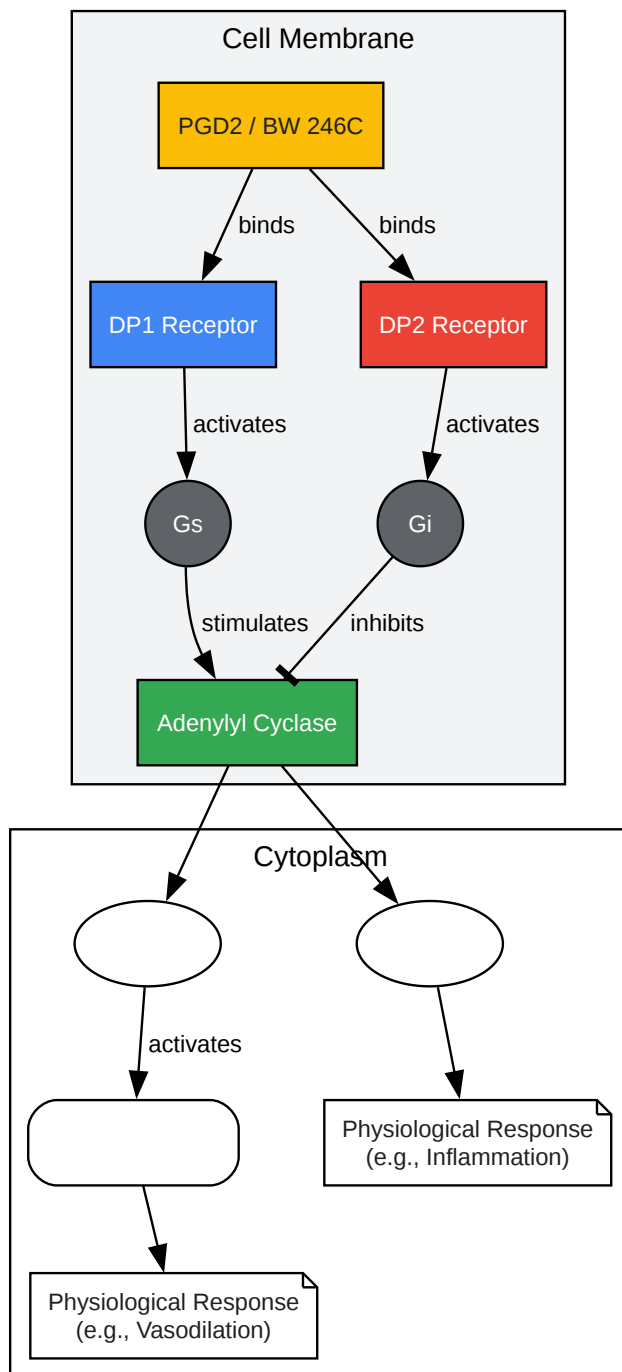 Cell Membrane
PGD2 / BW 246C
binds
binds
DP1 Receptor
DP2 Receptor
activates
activates
Gs
Gi
stimulates
inhibits
Adenylyl Cyclase
Cytoplasm
activates
Physiological Response
(e.g., Inflammation)
Physiological Response
(e.g., Vasodilation)